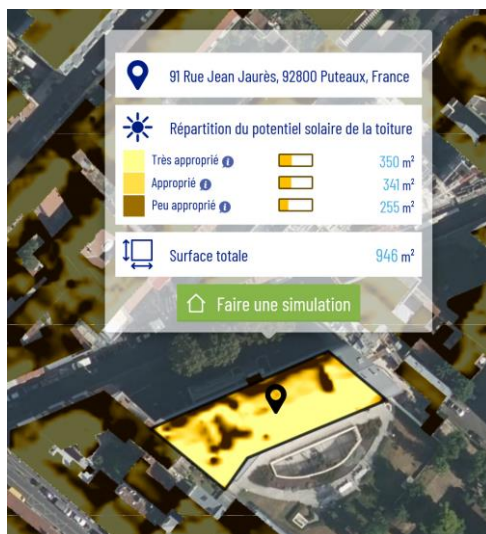 91 Rue Jean Jaurès, 92800 Puteaux, France
Répartition du potentiel solaire de la toiture
Très approprié i 350 m²
Approprié i 341 m²
Peu approprié i 255 m²
Surface totale 946 m²
Faire une simulation